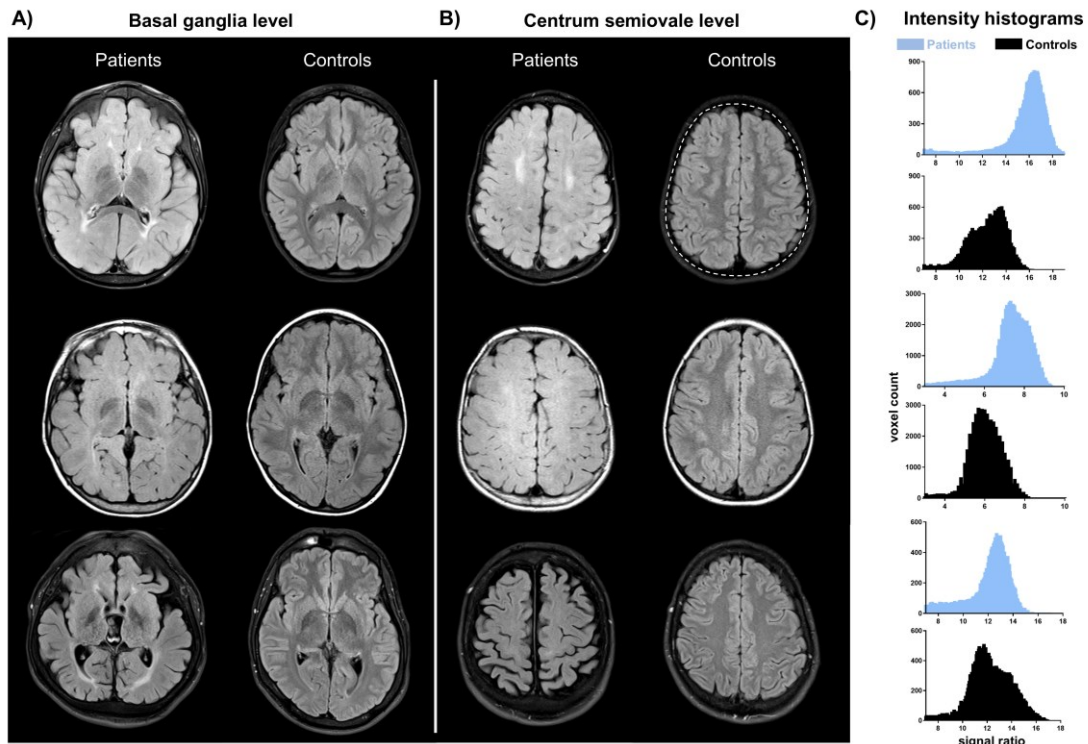 A) Basal ganglia level B) Centrum semiovale level C) Intensity histograms
Patients Controls Patients Controls
Patients Controls
900
600
300
0
8 10 12 14 16 18
900
600
300
0
8 10 12 14 16 18
3000
2000
1000
0
4 6 8 10
voxel count
3000
2000
1000
0
4 6 8 10
600
400
200
0
8 10 12 14 16 18
600
400
200
0
8 10 12 14 16 18
signal ratio